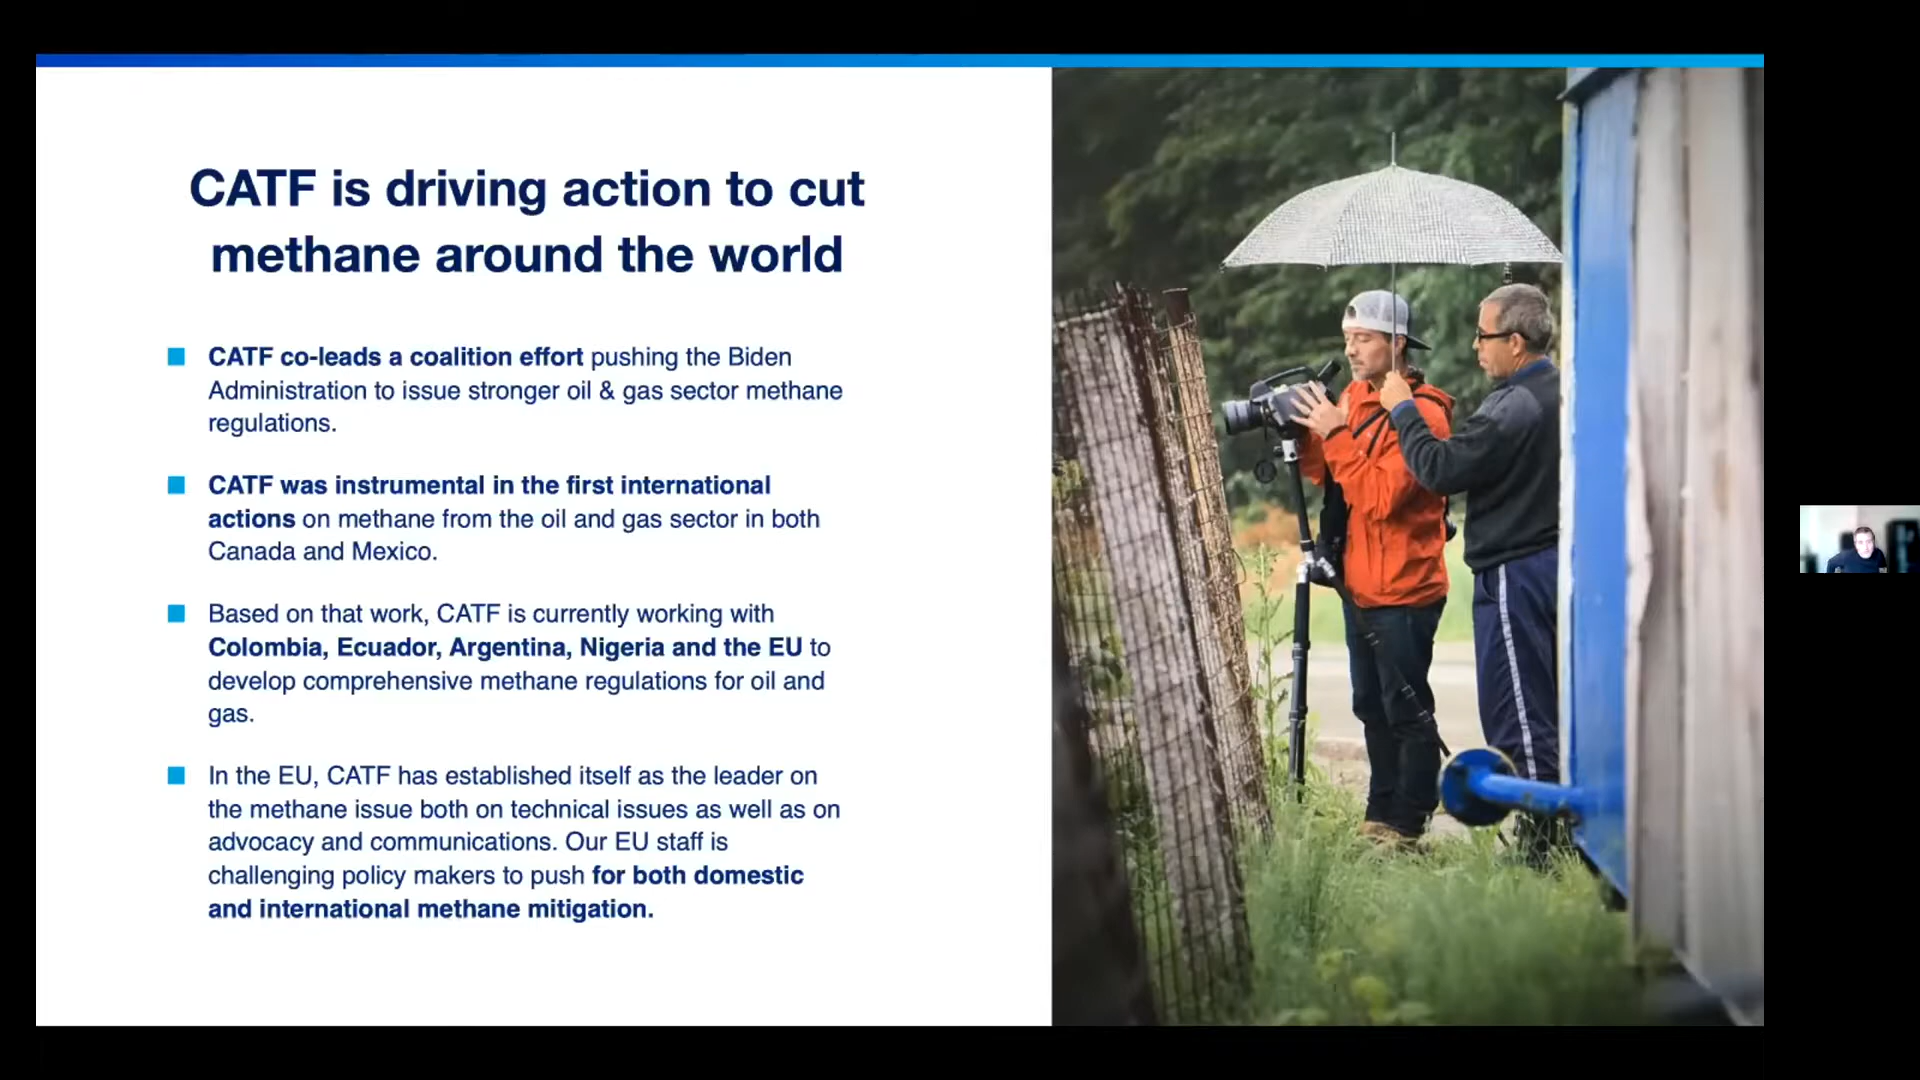 CATF is driving action to cut
methane around the world
CATF co-leads a coalition effort pushing the Biden
Administration to issue stronger oil & gas sector methane
regulations.
CATF was instrumental in the first international
actions on methane from the oil and gas sector in both
Canada and Mexico.
Based on that work, CATF is currently working with
Colombia, Ecuador, Argentina, Nigeria and the EU to
develop comprehensive methane regulations for oil and
gas.
In the EU, CATF has established itself as the leader on
the methane issue both on technical issues as well as on
advocacy and communications. Our EU staff is
challenging policy makers to push for both domestic
and international methane mitigation.